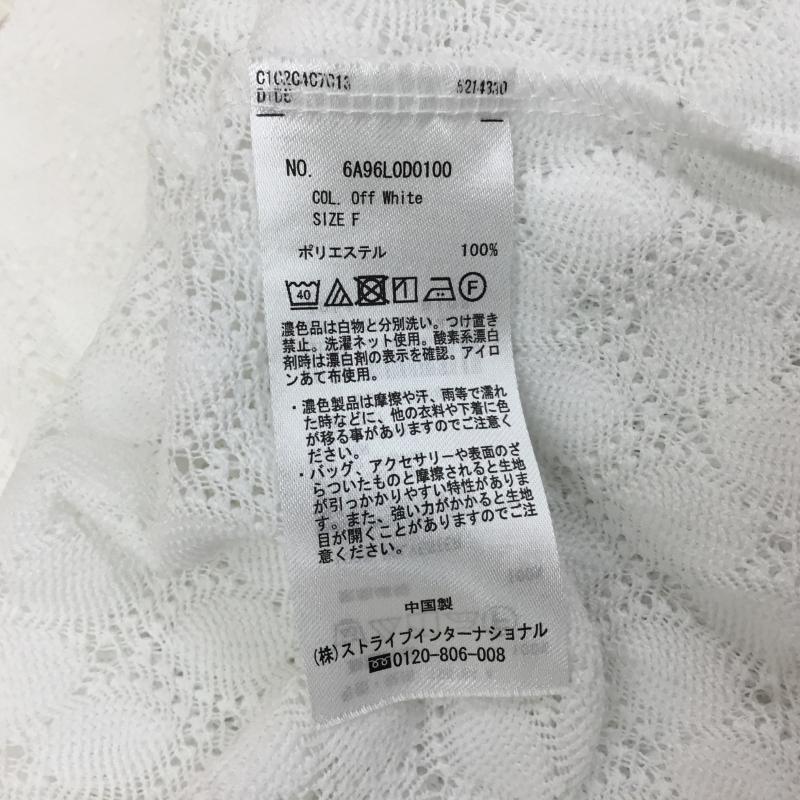 C1C2C4C7C13 5214330
D1D8
NO. 6A96L0D0100
COL. Off White
SIZE F
ポリエステル 100%
40 F
濃色品は白物と分別洗い。つけ置き
禁止。洗濯ネット使用。酸素系漂白
剤時は漂白剤の表示を確認。アイロ
ンあて布使用。
・濃色製品は摩擦や汗、雨等で濡れ
た時などに、他の衣料や下着に色
が移る事がありますのでご注意く
ださい。
・バッグ、アクセサリーや表面のざ
らついたものと摩擦されると生地
が引っかかりやすい特性がありま
す。また、強い力がかかると生地
目が開くことがありますのでご注
意ください。
中国製
(株)ストライプインターナショナル
0120-806-008